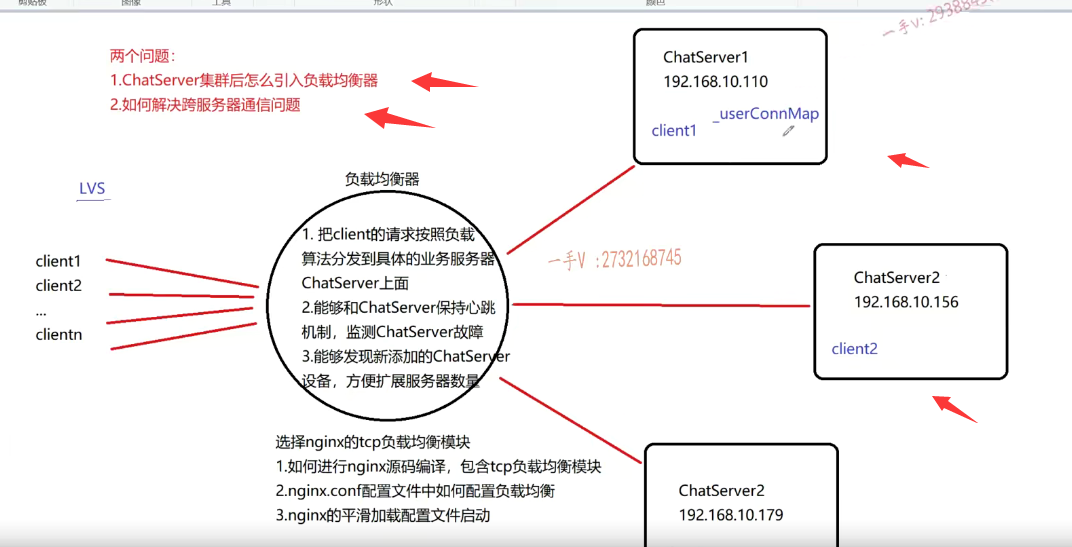 剪贴板
图像
工具
形状
颜色
两个问题：
1.ChatServer集群后怎么引入负载均衡器
2.如何解决跨服务器通信问题
ChatServer1
192.168.10.110
_userConnMap
client1
LVS
负载均衡器
1. 把client的请求按照负载
算法分发到具体的业务服务器
ChatServer上面
2.能够和ChatServer保持心跳
机制，监测ChatServer故障
3.能够发现新添加的ChatServer
设备，方便扩展服务器数量
client1
client2
...
clientn
一手V :2732168745
ChatServer2
192.168.10.156
client2
选择nginx的tcp负载均衡模块
1.如何进行nginx源码编译，包含tcp负载均衡模块
2.nginx.conf配置文件中如何配置负载均衡
3.nginx的平滑加载配置文件启动
ChatServer2
192.168.10.179